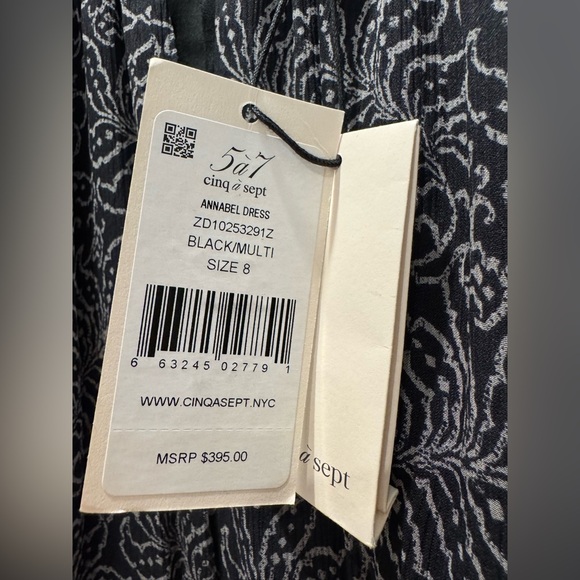 5à7
cinq à sept
ANNABEL DRESS
ZD10253291Z
BLACK/MULTI
SIZE 8
6 63245 02779 1
WWW.CINQASEPT.NYC
MSRP $395.00
à sept